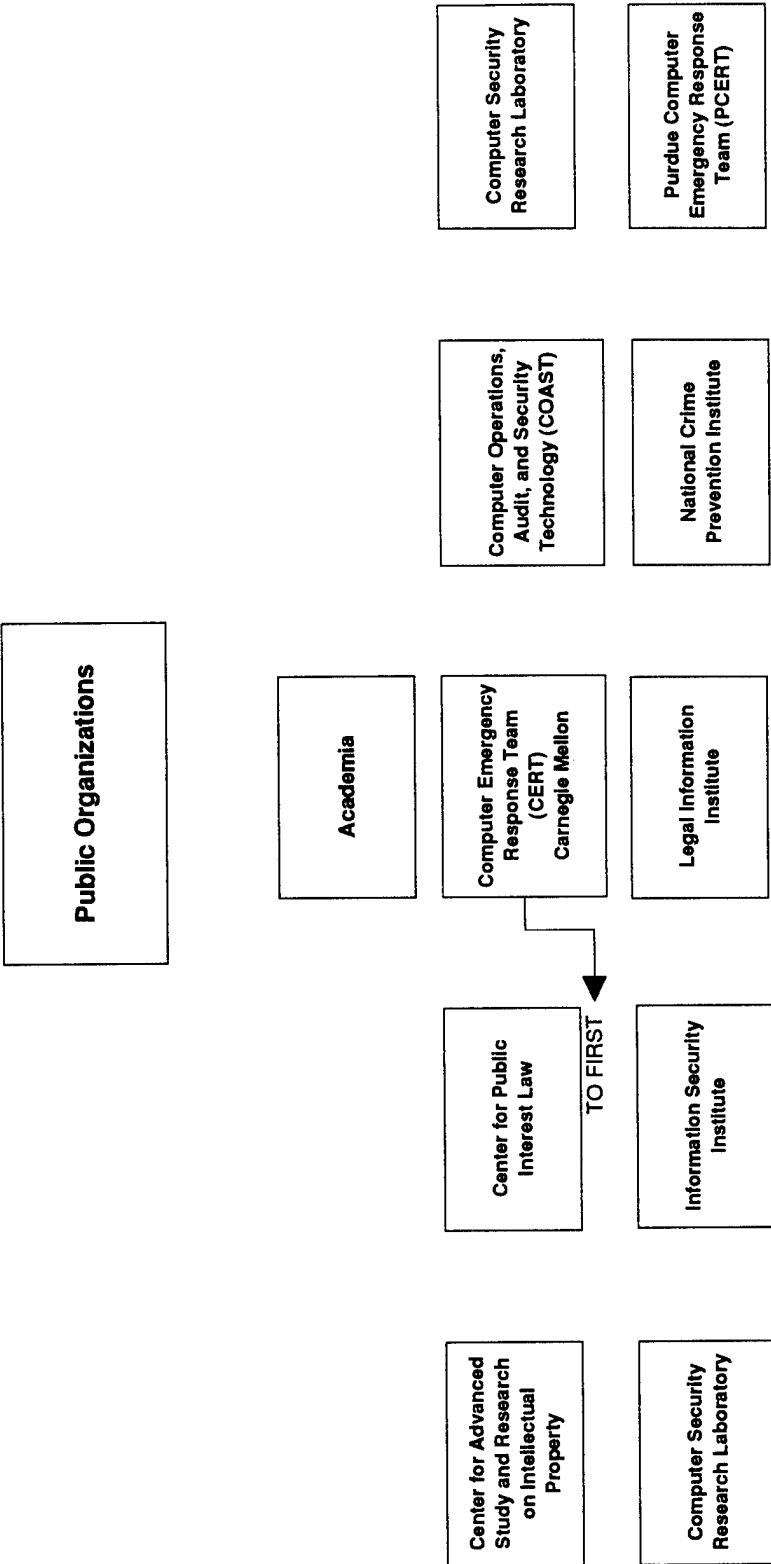 Public Organizations
Academia
Center for Advanced
Study and Research
on Intellectual
Property
Center for Public
Interest Law
Computer Emergency
Response Team
(CERT)
Carnegie Mellon
Computer Operations,
Audit, and Security
Technology (COAST)
Computer Security
Research Laboratory
TO FIRST
Computer Security
Research Laboratory
Information Security
Institute
Legal Information
Institute
National Crime
Prevention Institute
Purdue Computer
Emergency Response
Team (PCERT)